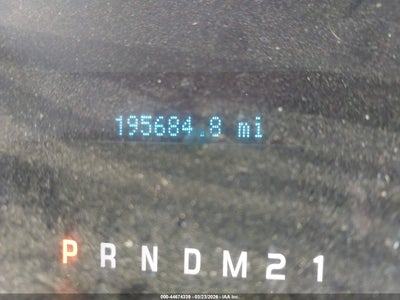 195684.8 mi
P R N D M 2 1
000-44674339 - 03/23/2026 - IAA Inc.